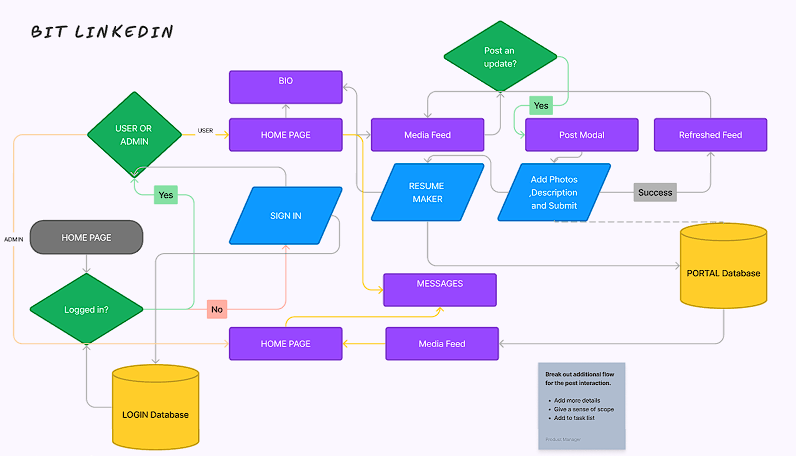 BIT LINKEDIN
Post an
update?
BIO
Yes
USER OR
ADMIN
USER
HOME PAGE
Media Feed
Post Modal
Refreshed Feed
Yes
RESUME
MAKER
Add Photos
,Description
and Submit
Success
SIGN IN
ADMIN
HOME PAGE
PORTAL Database
MESSAGES
Logged in?
No
HOME PAGE
Media Feed
LOGIN Database
Break out additional flow
for the post interaction.
• Add more details
• Give a sense of scope
• Add to task list
Product Manager